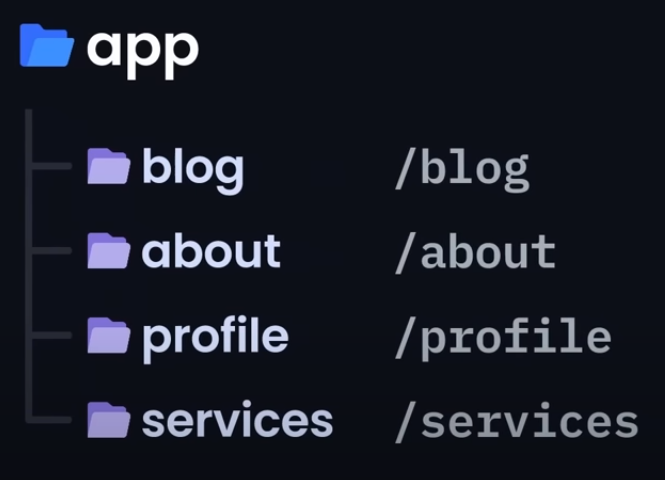 app
blog /blog
about /about
profile /profile
services /services